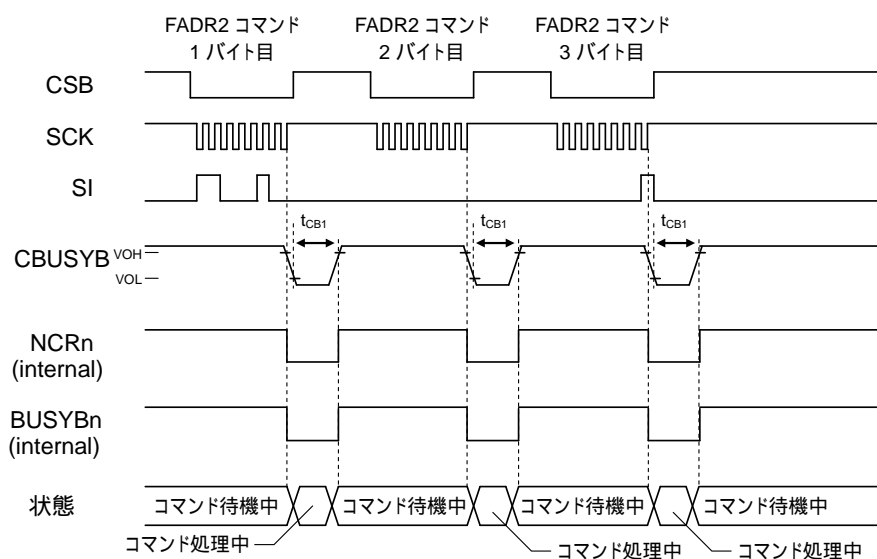 FADR2 コマンド FADR2 コマンド FADR2 コマンド
1 バイト目 2 バイト目 3 バイト目
CSB
SCK
SI
tCB1 tCB1 tCB1
CBUSYB VOH
VOL
NCRn
(internal)
BUSYBn
(internal)
状態 コマンド待機中 コマンド待機中 コマンド待機中 コマンド待機中
コマンド処理中 コマンド処理中 コマンド処理中